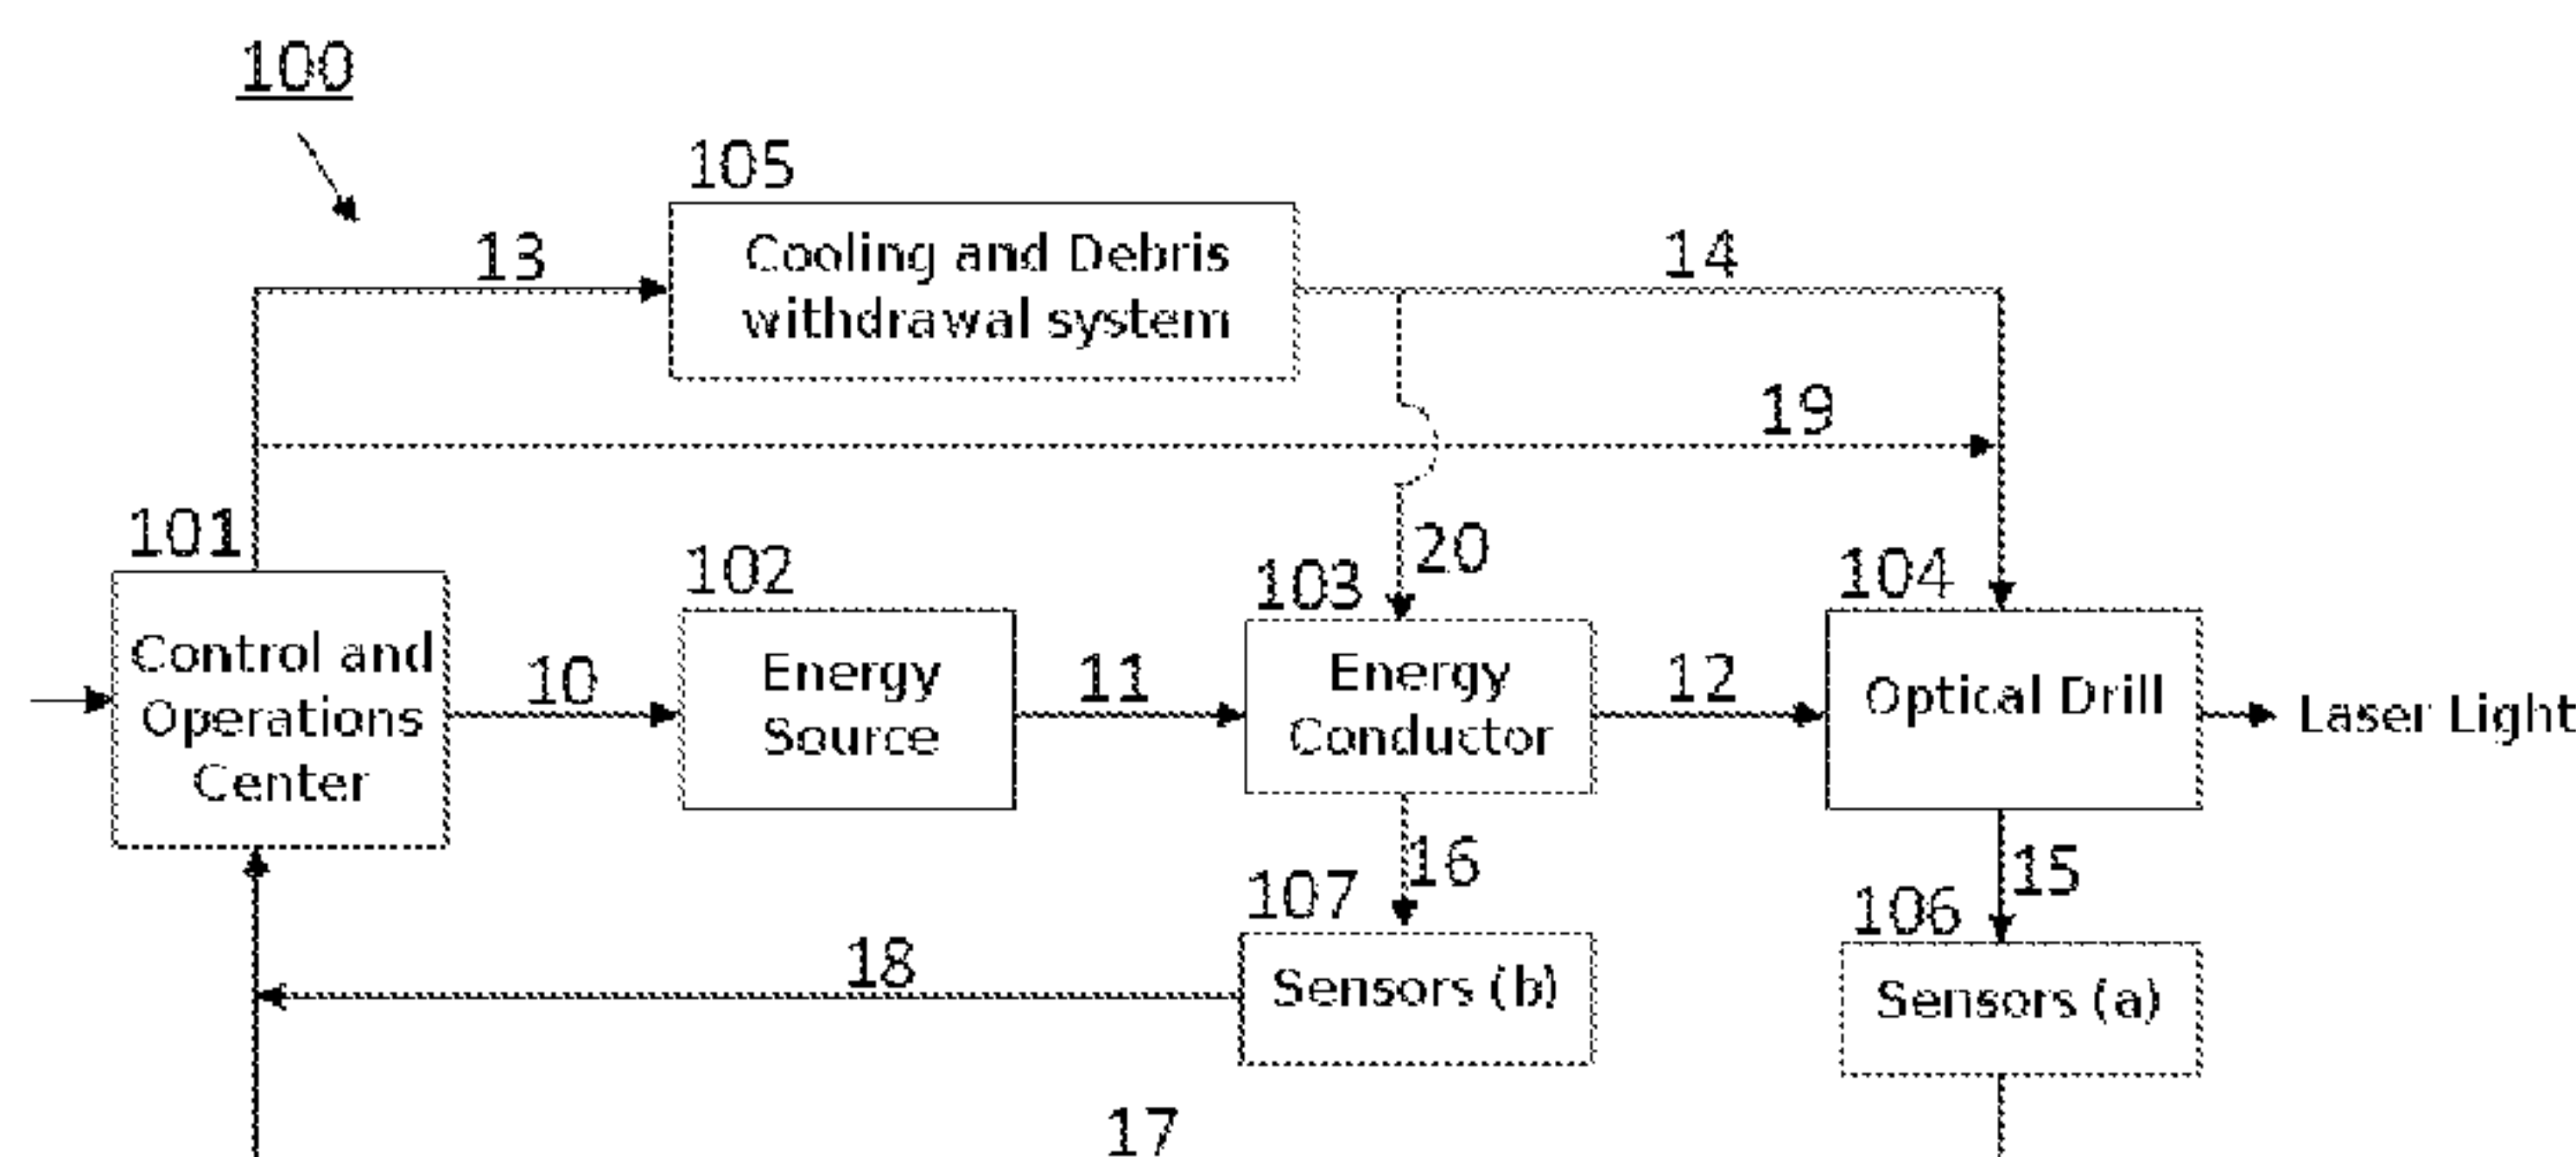 100
105
13
Cooling and Debris
withdrawal system
14
19
101
102
103
20
104
Control and
Operations
Center
10
Energy
Source
11
Energy
Conductor
12
Optical Drill
Laser Light
107
16
106
15
18
Sensors (b)
Sensors (a)
17